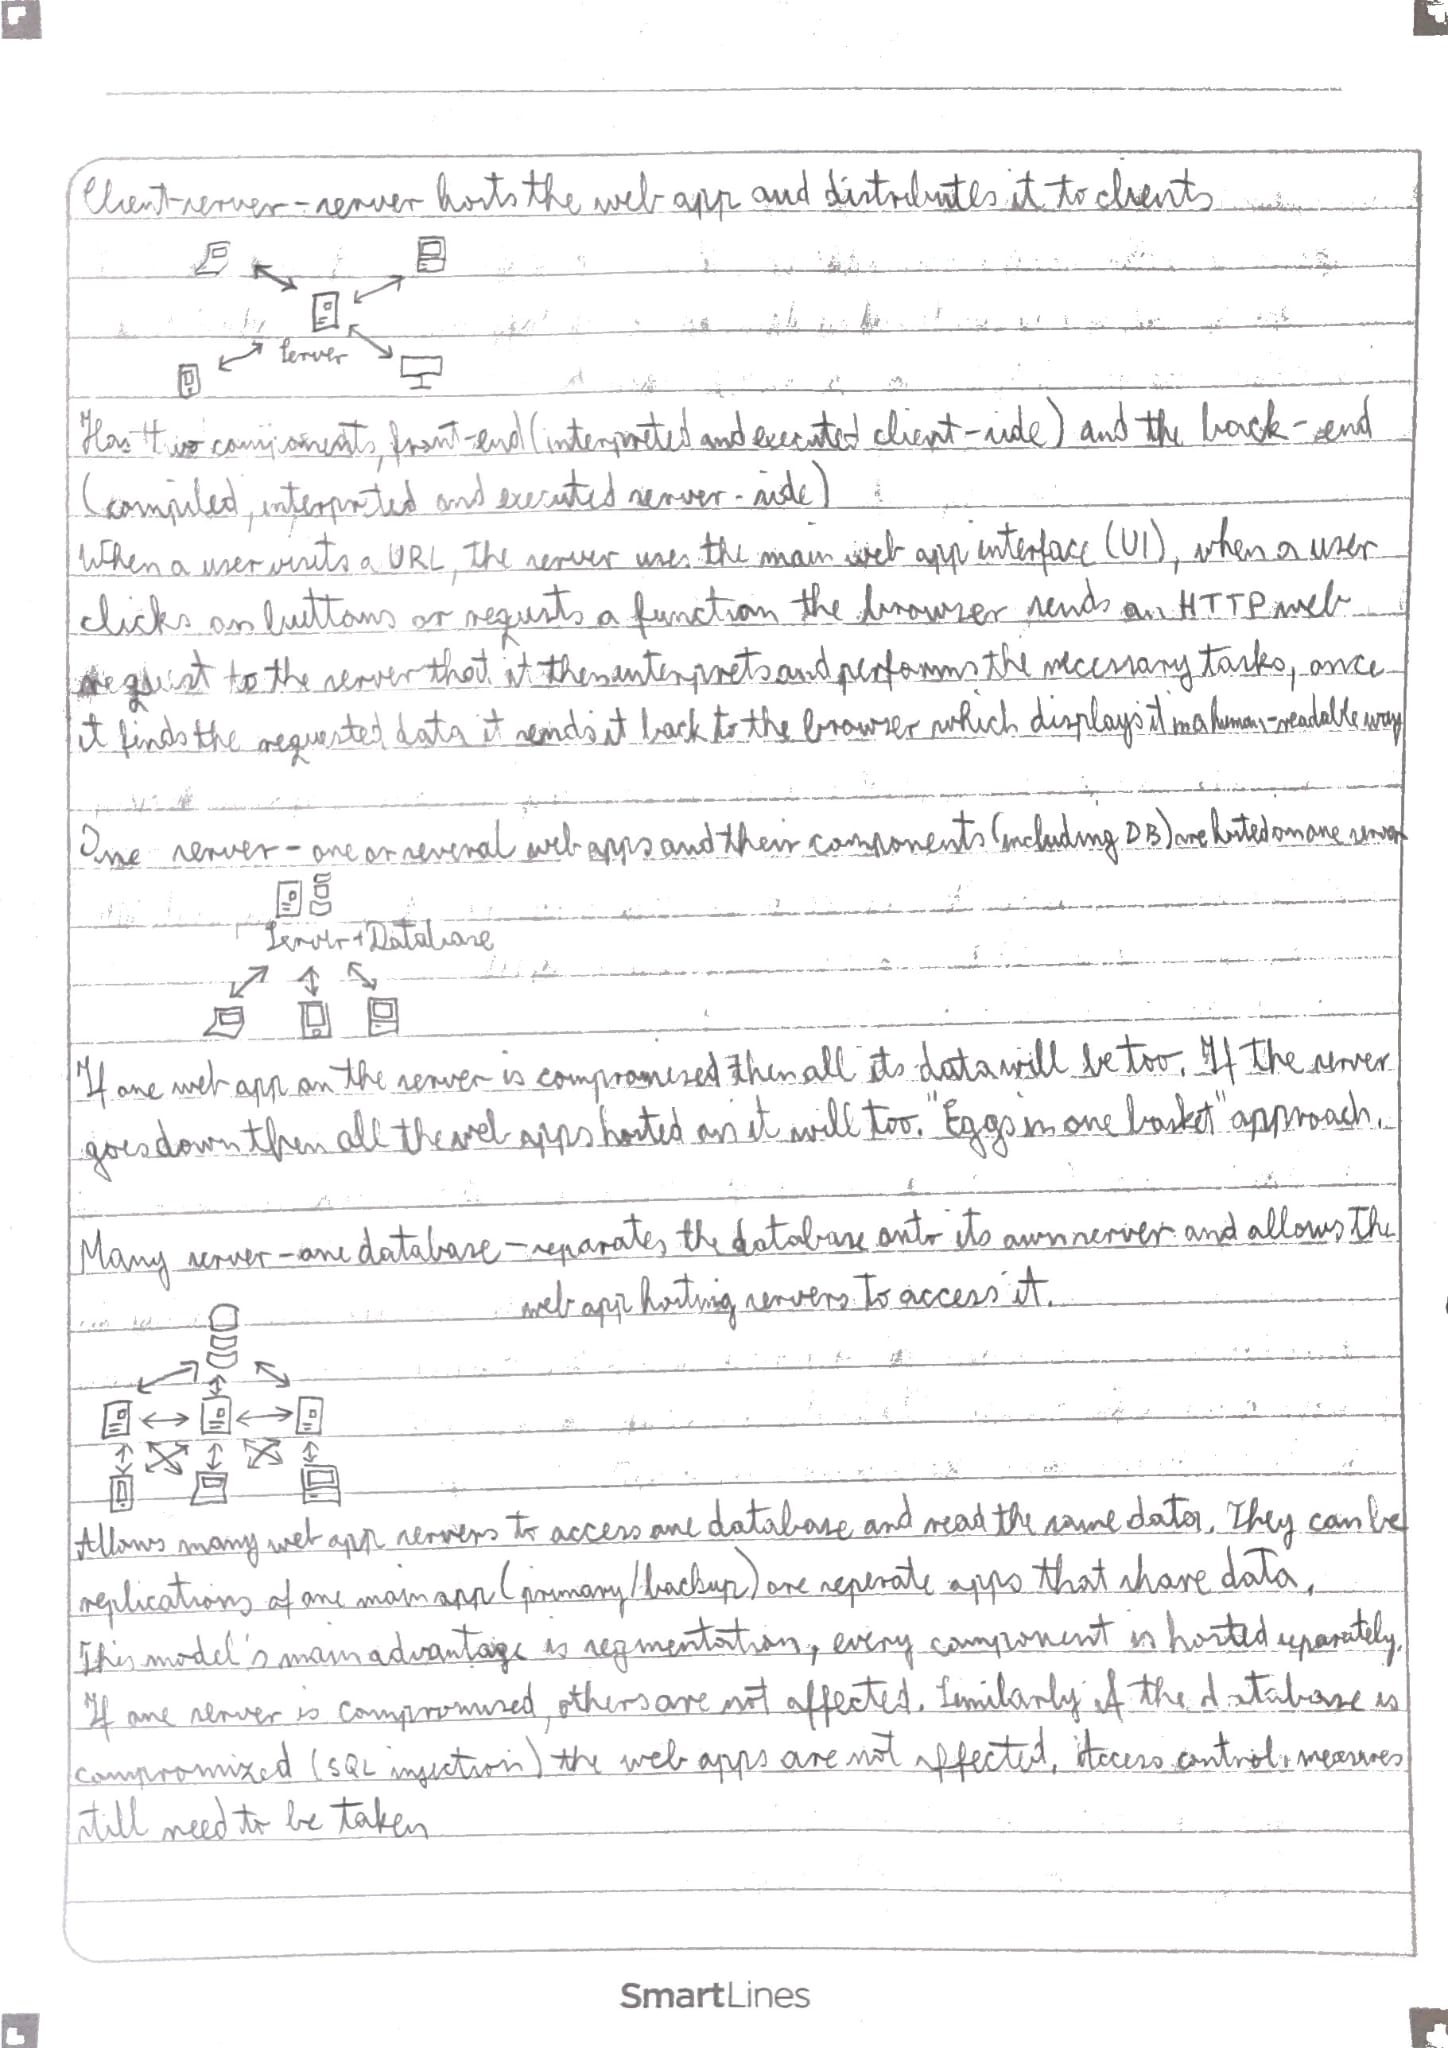 Client-server - server hosts the web app and distributes it to clients
Server
Has two components, front-end (interpreted and executed client-side) and the back-end
(compiled, interpreted and executed server-side)
When a user visits a URL, the server uses the main web app interface (UI), when a user
clicks on buttons or requests a function the browser sends an HTTP web
request to the server that it then interprets and performs the necessary tasks, once
it finds the requested data it sends it back to the browser which displays it in a human-readable way
One server - one or several web apps and their components (including DB) are hosted on one server
Server + Database
If one web app on the server is compromised then all its data will be too. If the server
goes down then all the web apps hosted on it will too. "Eggs in one basket" approach.
Many server - one database - separates the database onto its own server and allows the
web app hosting servers to access it.
Allows many web app servers to access one database and read the same data. They can be
replications of one main app (primary/backup) are seperate apps that share data.
This model's main advantage is segmentation, every component is hosted separately.
If one server is compromised, others are not affected. Similarly if the database is
compromized (SQL injection) the web apps are not affected. Access control measures
still need to be taken
SmartLines